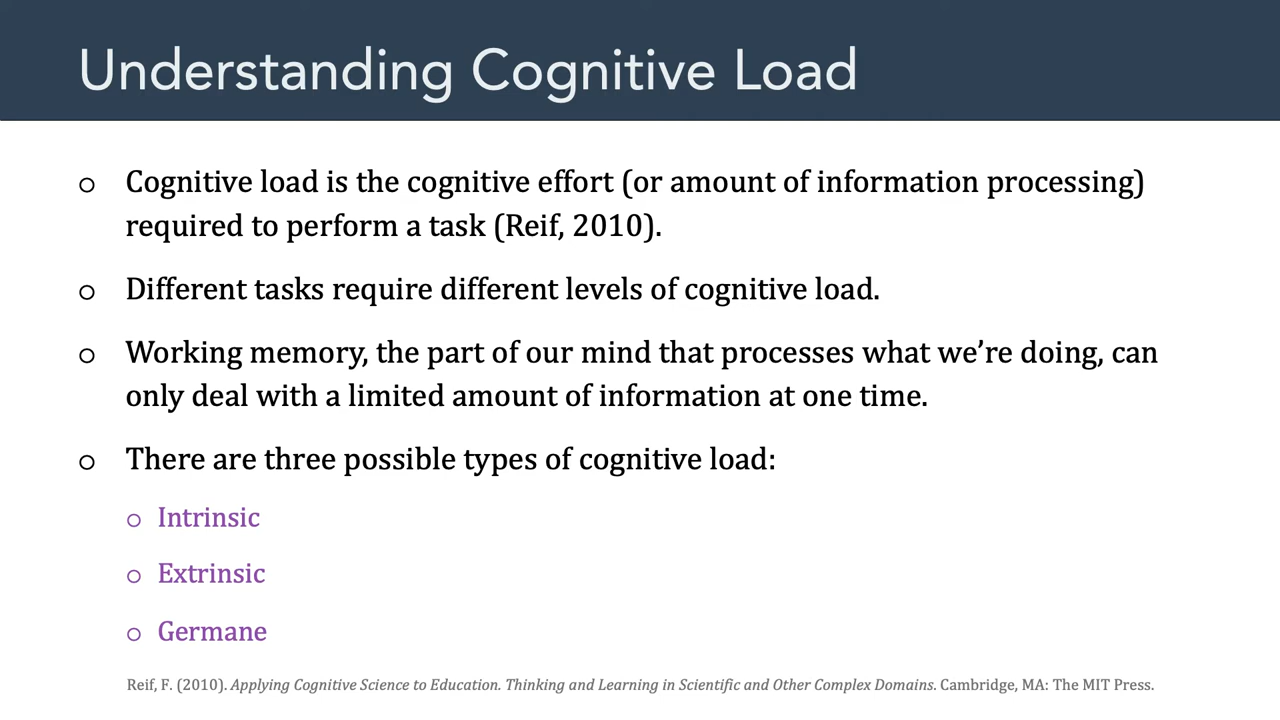 Understanding Cognitive Load
○ Cognitive load is the cognitive effort (or amount of information processing)
required to perform a task (Reif, 2010).
○ Different tasks require different levels of cognitive load.
○ Working memory, the part of our mind that processes what we’re doing, can
only deal with a limited amount of information at one time.
○ There are three possible types of cognitive load:
○ Intrinsic
○ Extrinsic
○ Germane
Reif, F. (2010). Applying Cognitive Science to Education. Thinking and Learning in Scientific and Other Complex Domains. Cambridge, MA: The MIT Press.